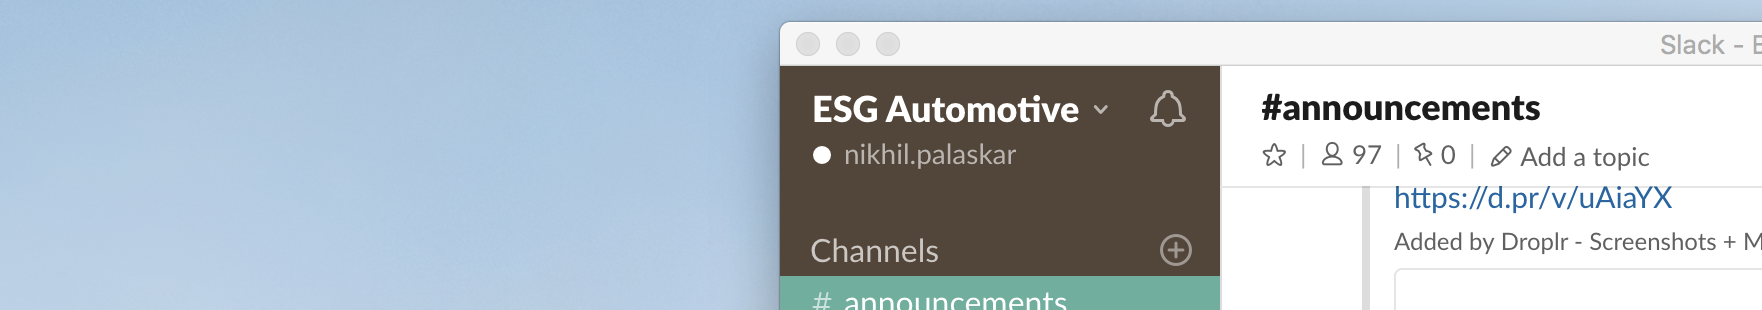 Slack - E
ESG Automotive
nikhil.palaskar
Channels
# announcements
#announcements
97 | 0 | Add a topic
https://d.pr/v/uAiaYX
Added by Droplr - Screenshots + M